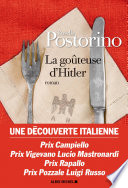 Postorino
La goûteuse
d'Hitler
roman
UNE DÉCOUVERTE ITALIENNE
Prix Campiello
Prix Vigevano Lucio Mastronardi
Prix Rapallo
Prix Pozzale Luigi Russo
ALBIN MICHEL